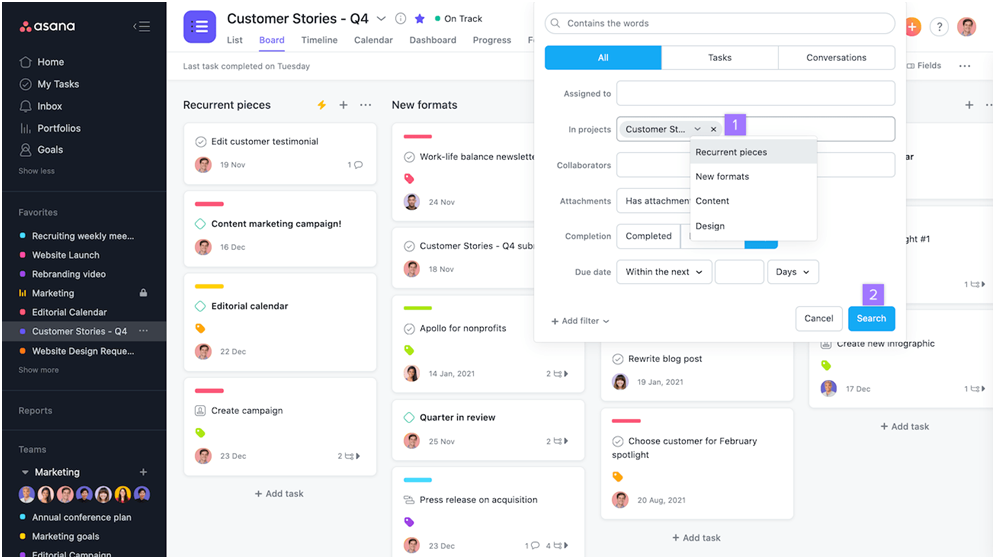 asana
Home
My Tasks
Inbox
Portfolios
Goals
Show less
Favorites
Recruiting weekly mee...
Website Launch
Rebranding video
Marketing
Editorial Calendar
Customer Stories - Q4
Website Design Reque...
Show more
Reports
Teams
Marketing
Annual conference plan
Marketing goals
Editorial Campaign
Customer Stories - Q4
On Track
List
Board
Timeline
Calendar
Dashboard
Progress
Last task completed on Tuesday
Fields
Recurrent pieces
Edit customer testimonial
19 Nov
1
Content marketing campaign!
16 Dec
Editorial calendar
22 Dec
Create campaign
23 Dec
2
+ Add task
New formats
Work-life balance newslette
24 Nov
Customer Stories - Q4
18 Nov
Apollo for nonprofits
14 Jan, 2021
2
Quarter in review
25 Nov
2
Press release on acquisition
23 Dec
1 4
Contains the words
All
Tasks
Conversations
Assigned to
In projects
Customer St...
1
Recurrent pieces
New formats
Content
Design
Collaborators
Attachments
Has attachmen
Completion
Completed
Due date
Within the next
Days
2
+ Add filter
Cancel
Search
Rewrite blog post
19 Jan, 2021
Choose customer for February
spotlight
20 Aug, 2021
+ Add task
#1
1
Create new infographic
17 Dec
1
+ Add task